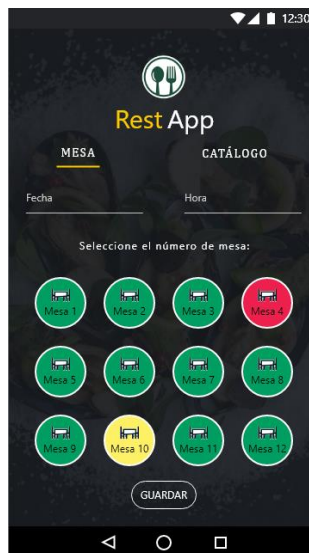 12:30
Rest App
MESA CATÁLOGO
Fecha Hora
Seleccione el número de mesa:
Mesa 1 Mesa 2 Mesa 3 Mesa 4
Mesa 5 Mesa 6 Mesa 7 Mesa 8
Mesa 9 Mesa 10 Mesa 11 Mesa 12
GUARDAR